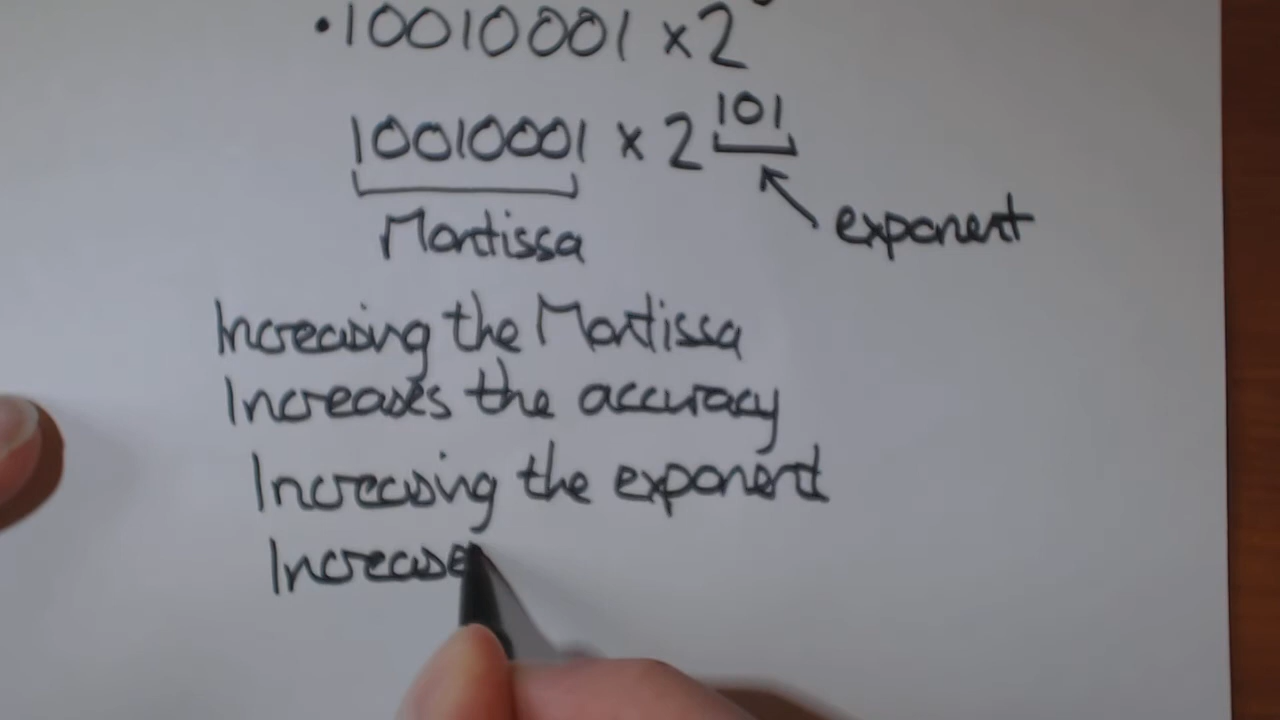 .10010001 x 2
10010001 x 2 101
Mantissa
exponent
Increasing the Mantissa
Increases the accuracy
Increasing the exponent
Increase